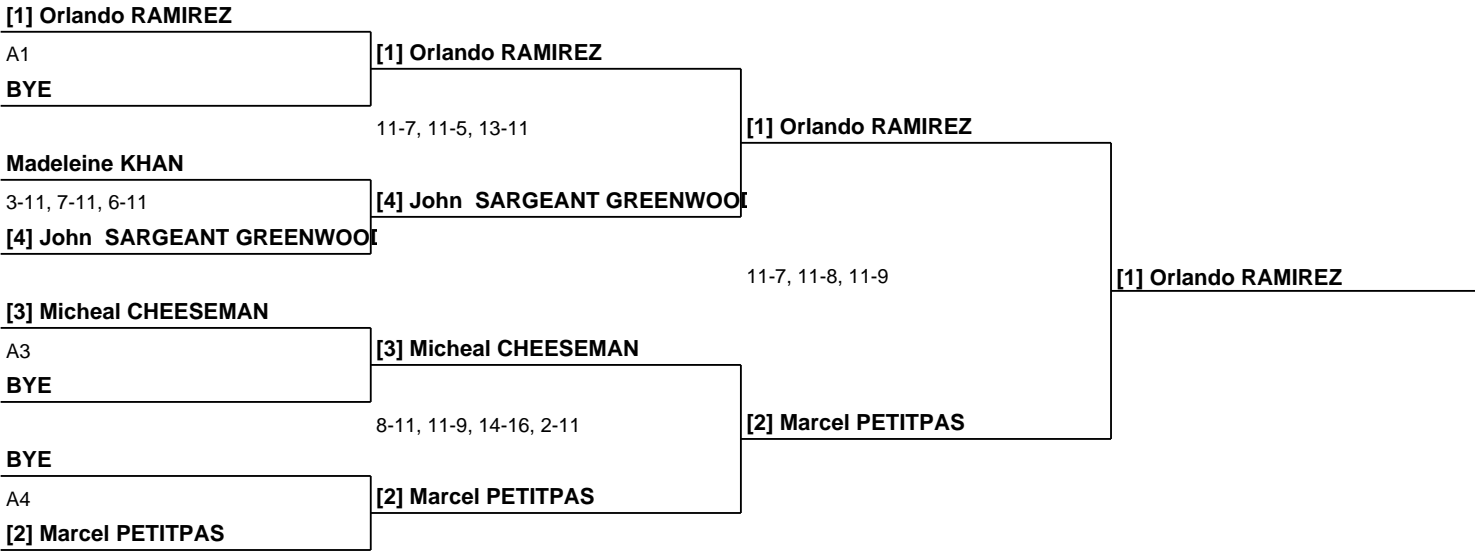 [1] Orlando RAMIREZ
A1
BYE
Madeleine KHAN
3-11, 7-11, 6-11
[4] John SARGEANT GREENWOOD
[3] Micheal CHEESEMAN
A3
BYE
BYE
A4
[2] Marcel PETITPAS
[1] Orlando RAMIREZ
11-7, 11-5, 13-11
[4] John SARGEANT GREENWOOD
[3] Micheal CHEESEMAN
8-11, 11-9, 14-16, 2-11
[2] Marcel PETITPAS
[1] Orlando RAMIREZ
11-7, 11-8, 11-9
[2] Marcel PETITPAS
[1] Orlando RAMIREZ